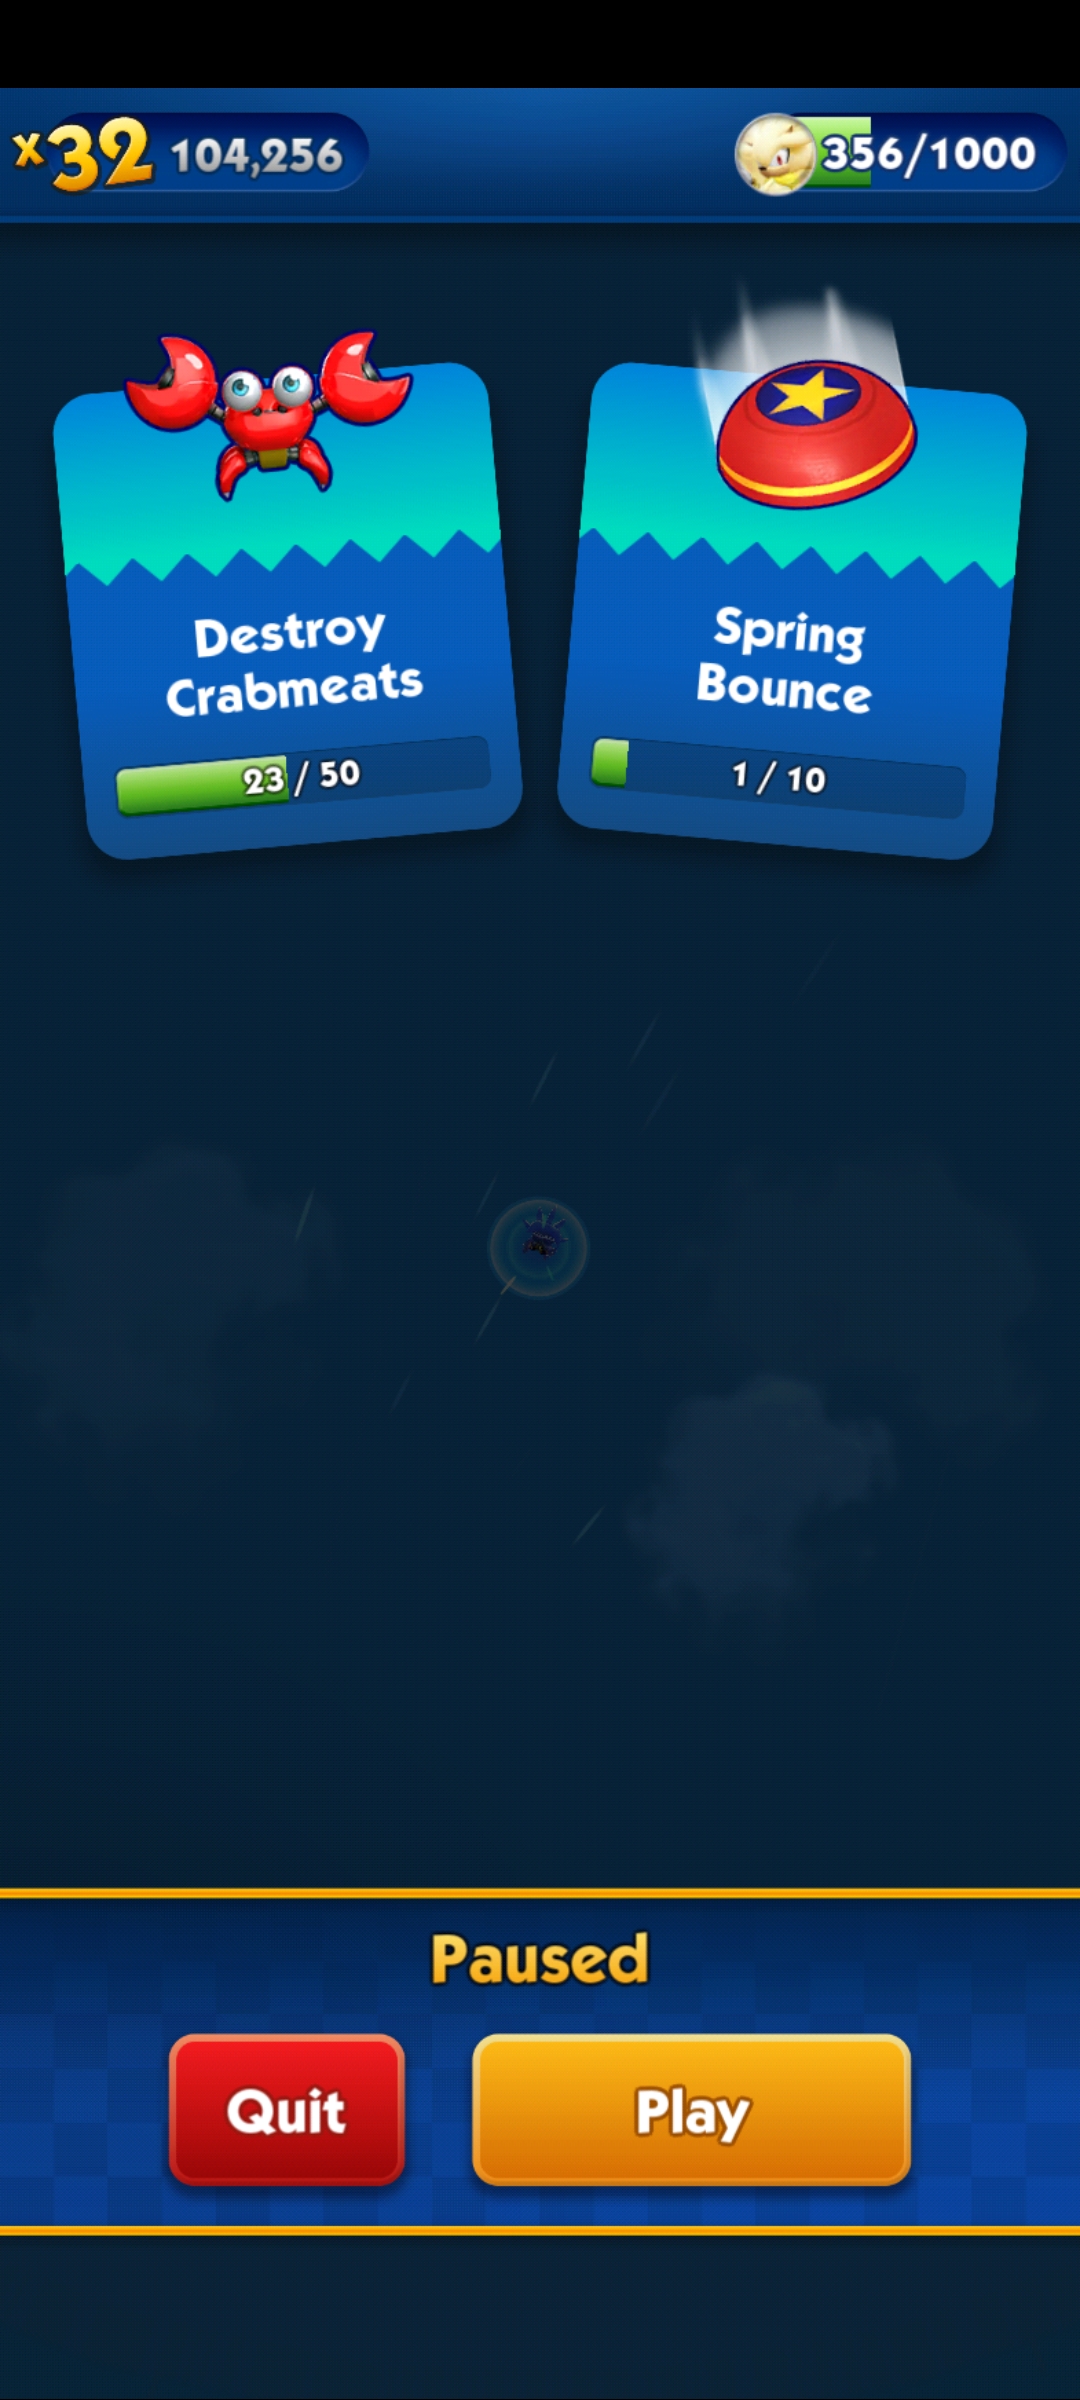 x32 104,256
356/1000
Destroy
Crabmeats
23 / 50
Spring
Bounce
1 / 10
Paused
Quit
Play